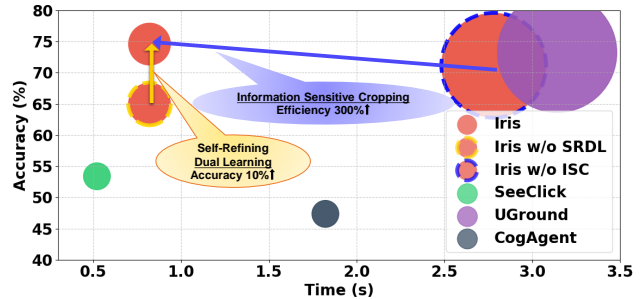 80
75
70
65
60
55
50
45
40
Accuracy (%)
Information Sensitive Cropping
Efficiency 300%↑
Self-Refining
Dual Learning
Accuracy 10%↑
Iris
Iris w/o SRDL
Iris w/o ISC
SeeClick
UGround
CogAgent
0.5 1.0 1.5 2.0 2.5 3.0 3.5
Time (s)